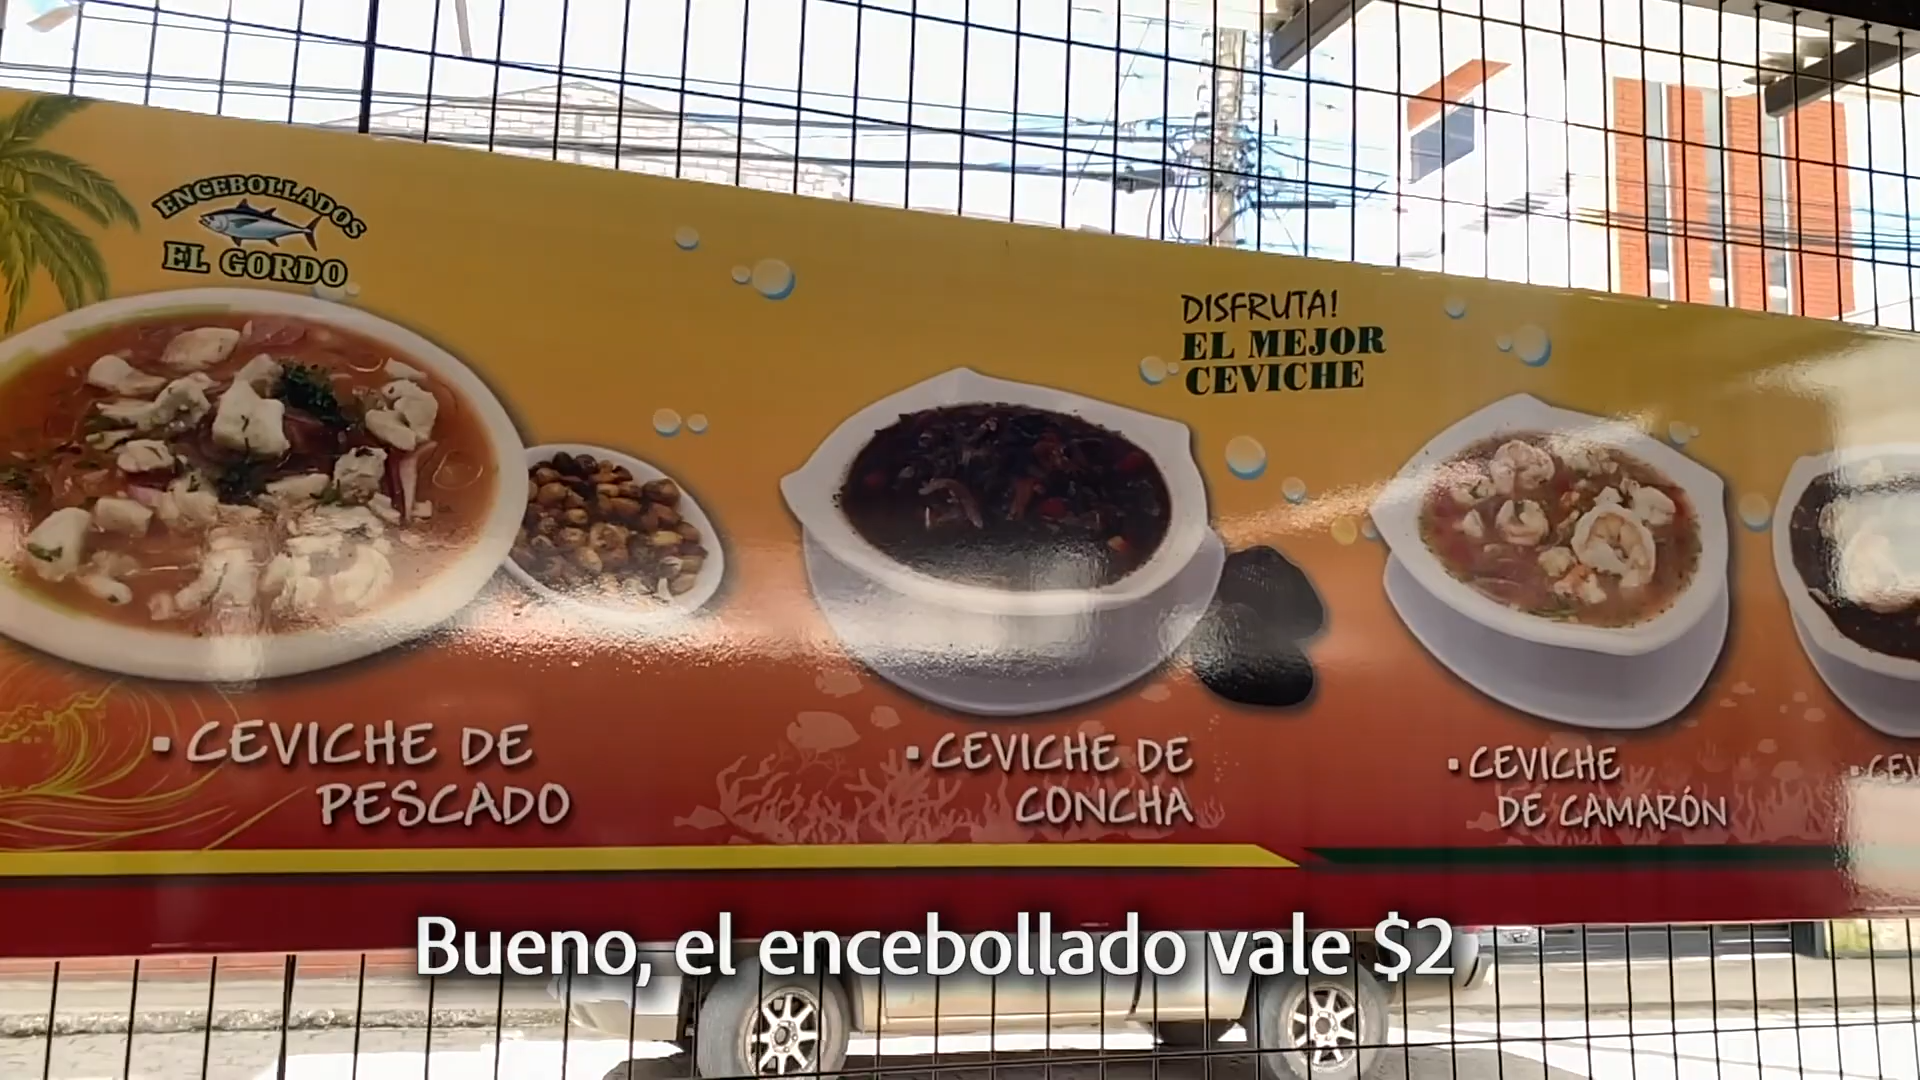 ENCEBOLLADOS
EL GORDO
DISFRUTA!
EL MEJOR
CEVICHE
• CEVICHE DE
PESCADO
• CEVICHE DE
CONCHA
• CEVICHE
DE CAMARÓN
Bueno, el encebollado vale $2